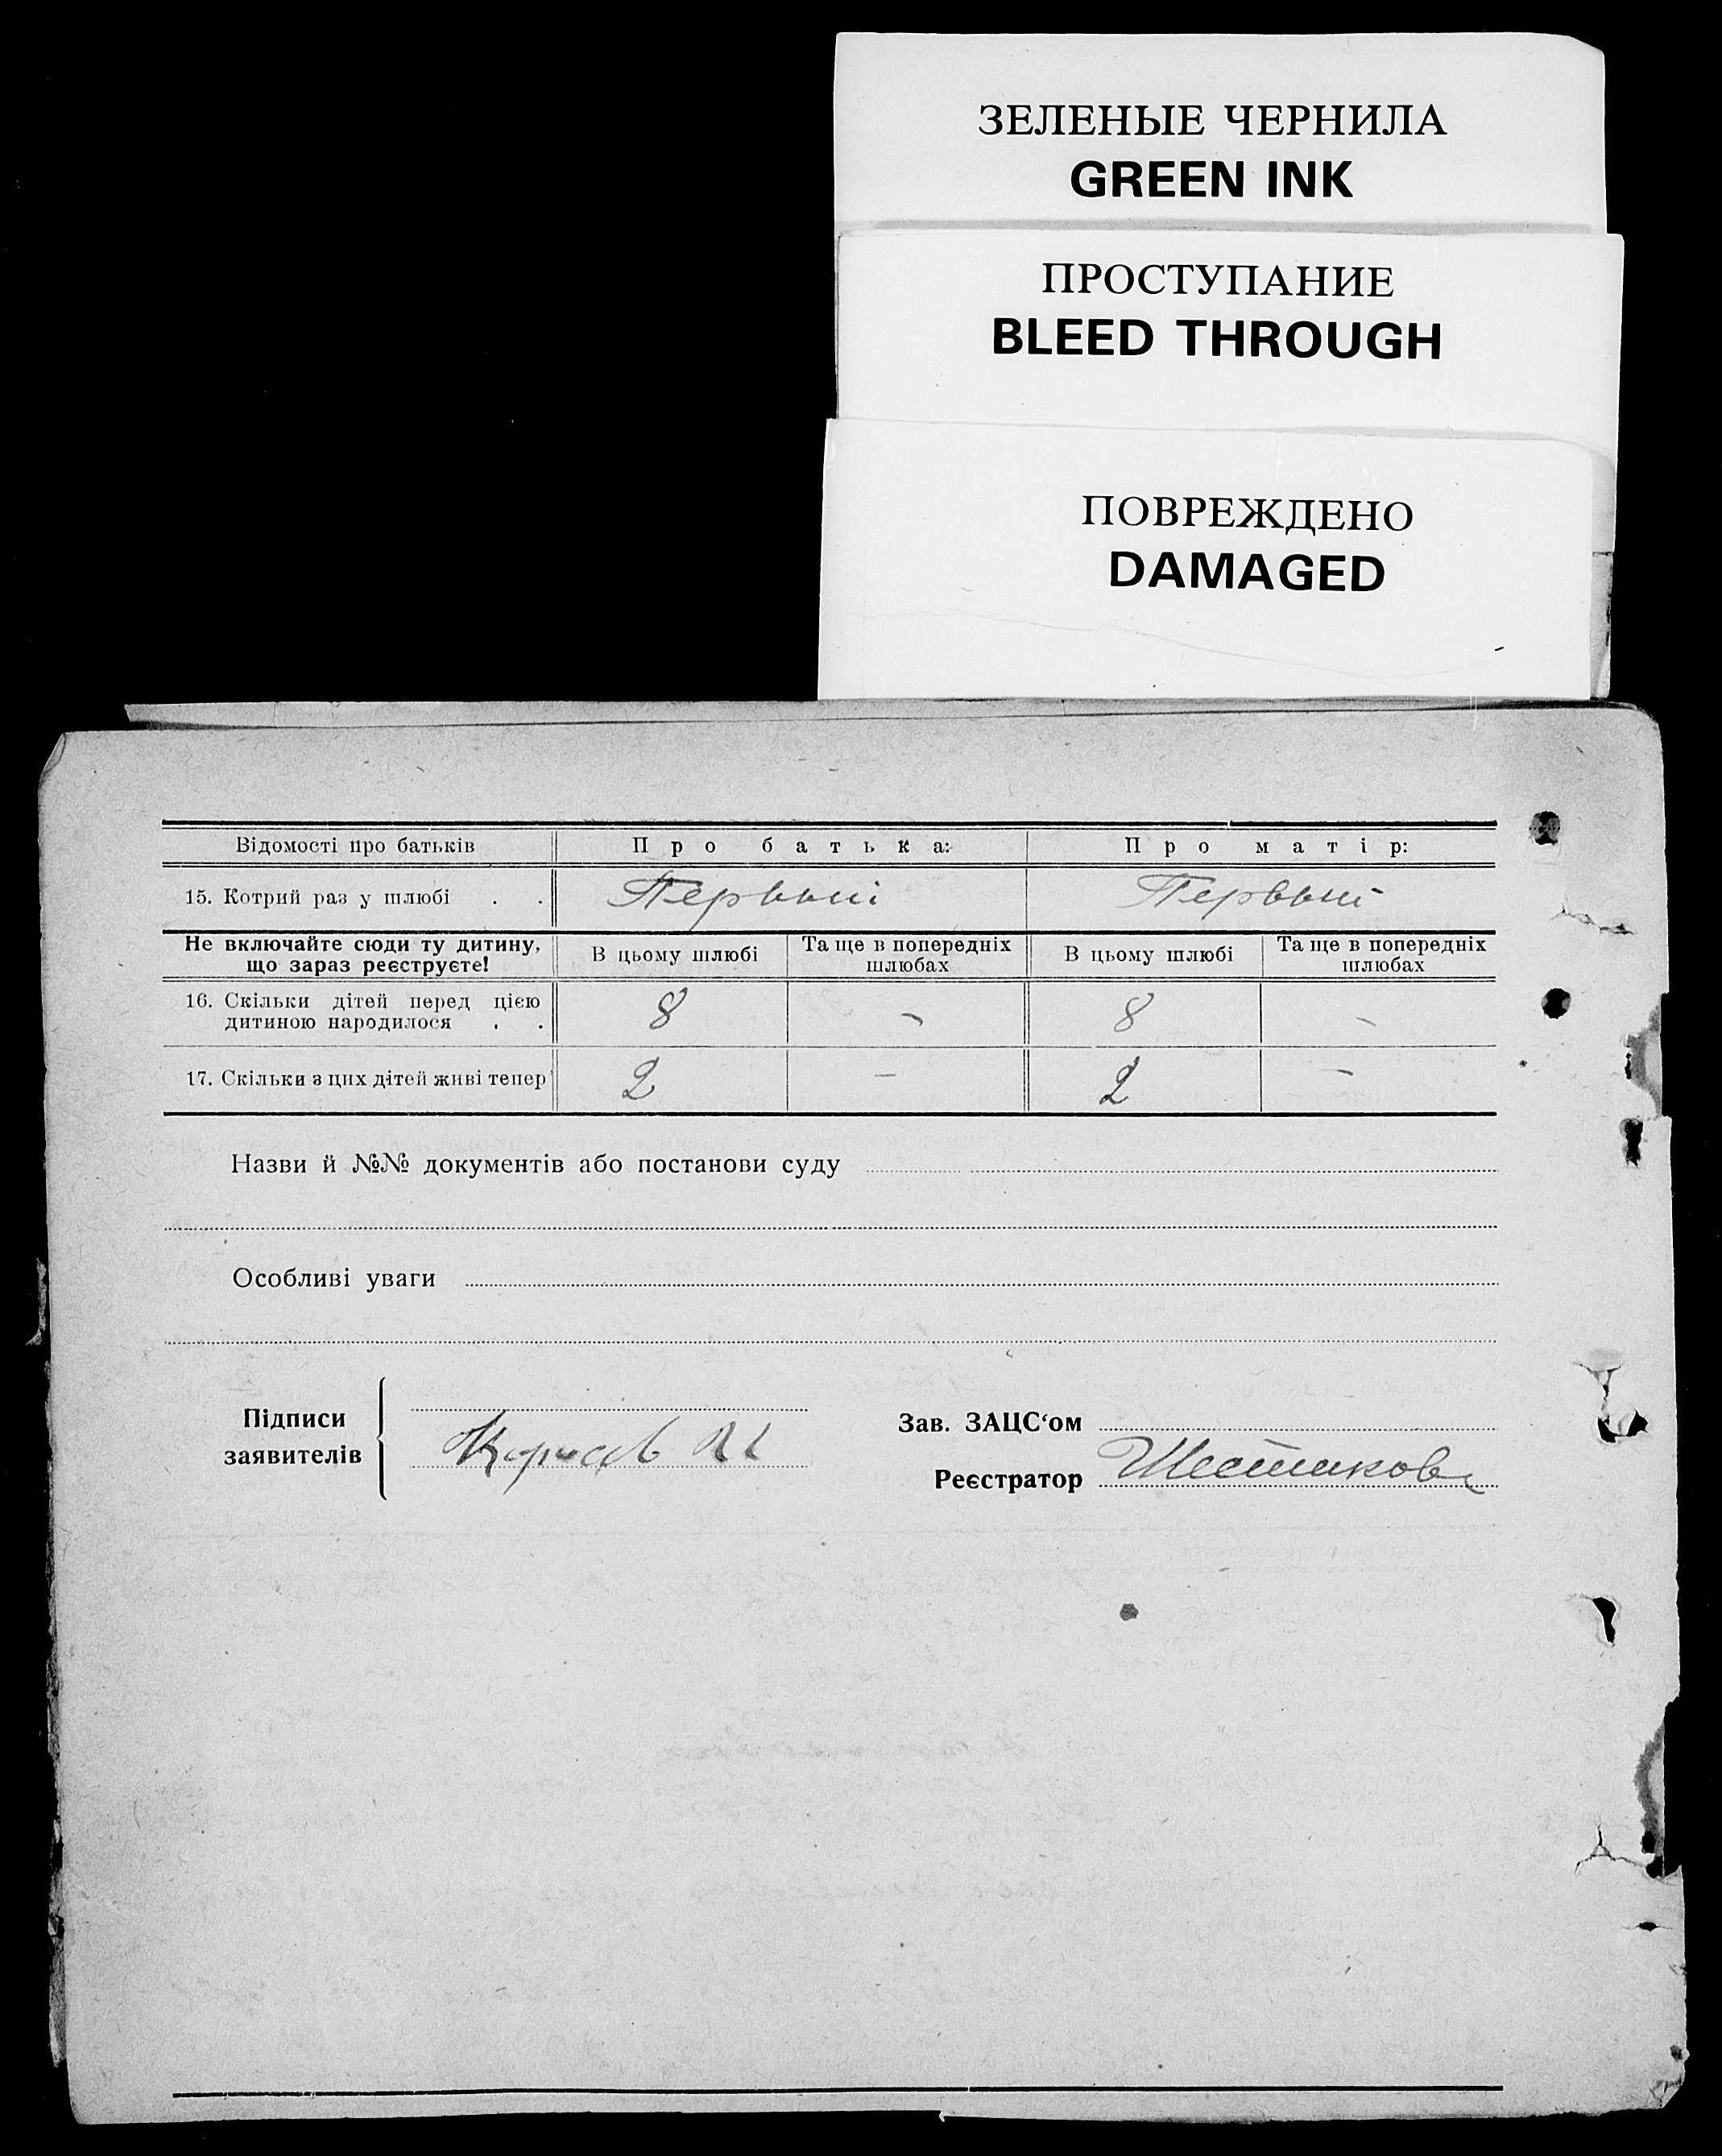 ЗЕЛЕНЫЕ ЧЕРНИЛА
GREEN INK
ПРОСТУПАНИЕ
BLEED THROUGH
ПОВРЕЖДЕНО
DAMAGED
Відомості про батьків Про батька: Про матір:
15. Котрий раз у шлюбі . . Первый Первый
Не включайте сюди ту дитину, що зараз реєструєте! В цьому шлюбі Та ще в попередніх шлюбах В цьому шлюбі Та ще в попередніх шлюбах
16. Скільки дітей перед цією
дитиною народилося . . 8 – 8 –
17. Скільки з цих дітей живі тепер 2 – 2 –
Назви й №№ документів або постанови суду
Особливі уваги
Підписи
заявителів
Зав. ЗАЦС‘ом
Реєстратор Шестакова